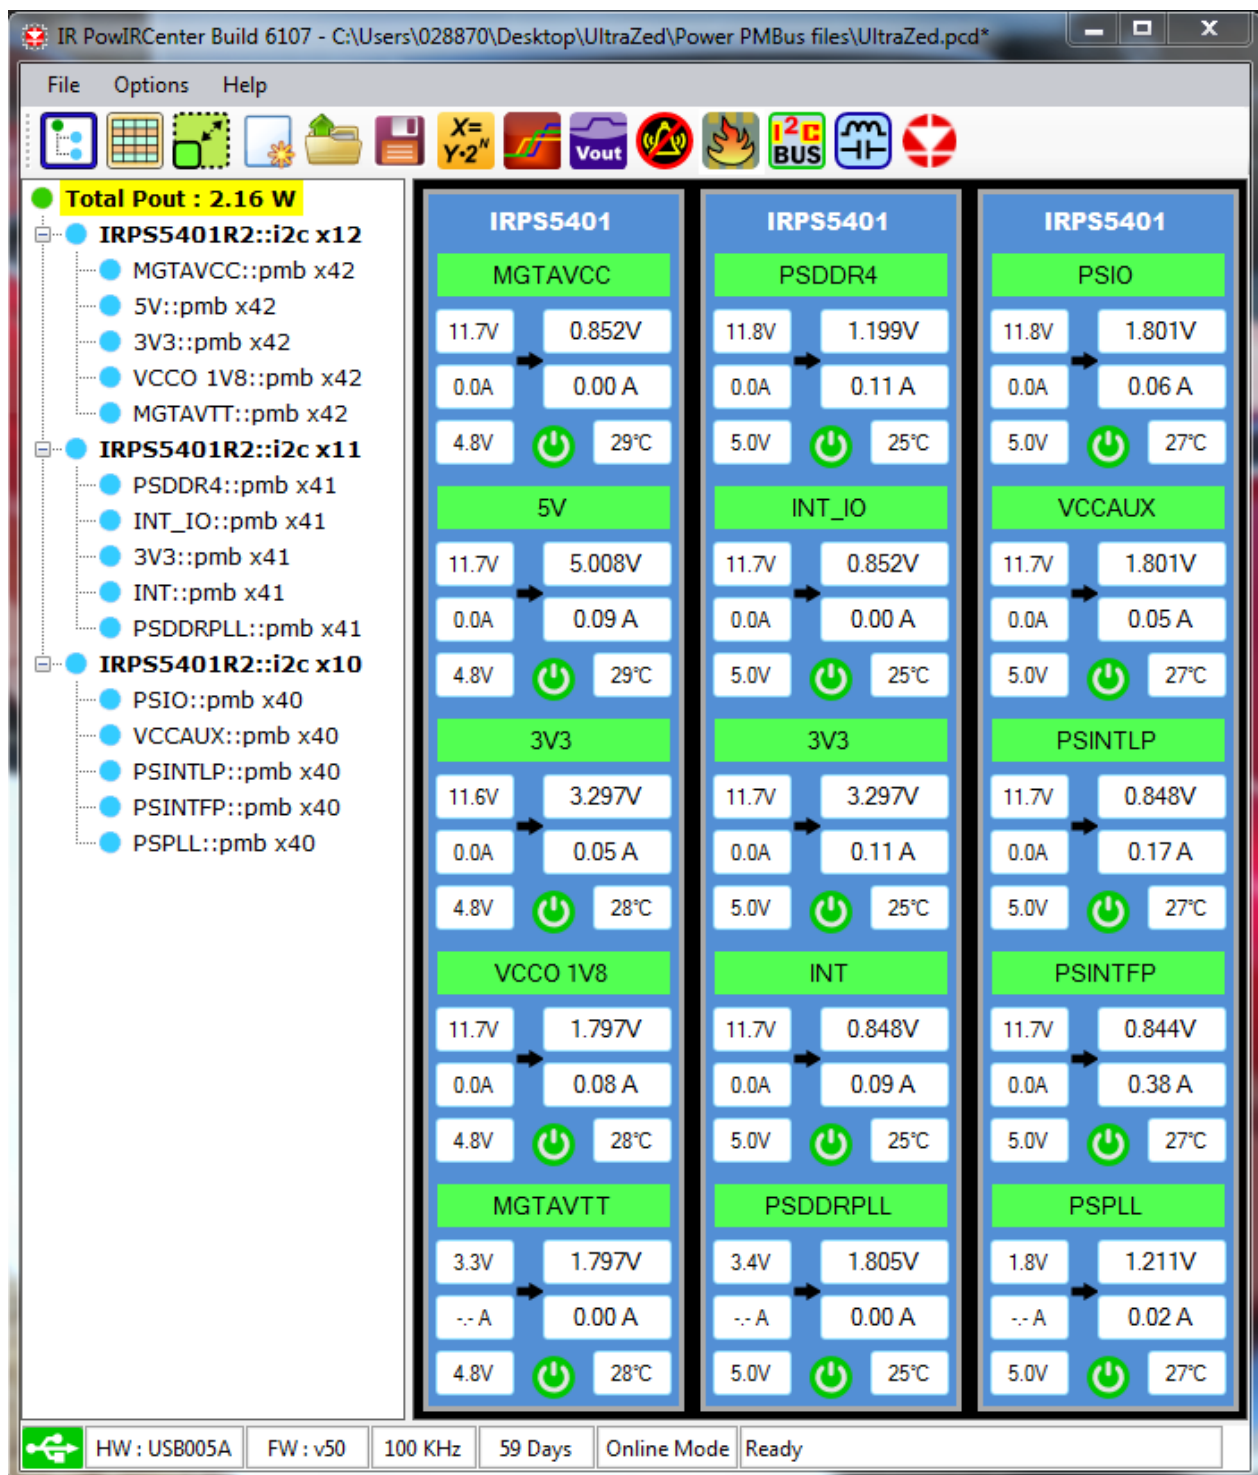 IR PowIRCenter Build 6107 - C:\Users\028870\Desktop\UltraZed\Power PMBus files\UltraZed.pcd*
File Options Help
X=
Y·2ᴺ
Vout
I²C
BUS
Total Pout : 2.16 W
IRPS5401R2::i2c x12
MGTAVCC::pmb x42
5V::pmb x42
3V3::pmb x42
VCCO 1V8::pmb x42
MGTAVTT::pmb x42
IRPS5401R2::i2c x11
PSDDR4::pmb x41
INT_IO::pmb x41
3V3::pmb x41
INT::pmb x41
PSDDRPLL::pmb x41
IRPS5401R2::i2c x10
PSIO::pmb x40
VCCAUX::pmb x40
PSINTLP::pmb x40
PSINTFP::pmb x40
PSPLL::pmb x40
IRPS5401
MGTAVCC
11.7V 0.852V
0.0A 0.00 A
4.8V 29°C
5V
11.7V 5.008V
0.0A 0.09 A
4.8V 29°C
3V3
11.6V 3.297V
0.0A 0.05 A
4.8V 28°C
VCCO 1V8
11.7V 1.797V
0.0A 0.08 A
4.8V 28°C
MGTAVTT
3.3V 1.797V
-.- A 0.00 A
4.8V 28°C
IRPS5401
PSDDR4
11.8V 1.199V
0.0A 0.11 A
5.0V 25°C
INT_IO
11.7V 0.852V
0.0A 0.00 A
5.0V 25°C
3V3
11.7V 3.297V
0.0A 0.11 A
5.0V 25°C
INT
11.7V 0.848V
0.0A 0.09 A
5.0V 25°C
PSDDRPLL
3.4V 1.805V
-.- A 0.00 A
5.0V 25°C
IRPS5401
PSIO
11.8V 1.801V
0.0A 0.06 A
5.0V 27°C
VCCAUX
11.7V 1.801V
0.0A 0.05 A
5.0V 27°C
PSINTLP
11.7V 0.848V
0.0A 0.17 A
5.0V 27°C
PSINTFP
11.7V 0.844V
0.0A 0.38 A
5.0V 27°C
PSPLL
1.8V 1.211V
-.- A 0.02 A
5.0V 27°C
HW : USB005A FW : v50 100 KHz 59 Days Online Mode Ready